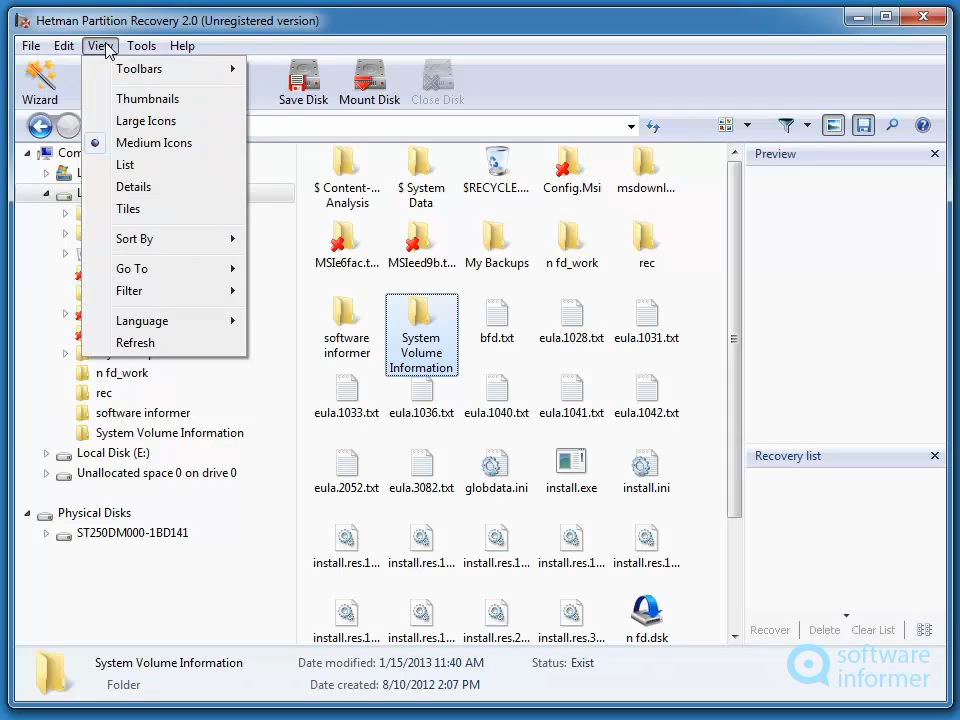 Hetman Partition Recovery 2.0 (Unregistered version)
File Edit View Tools Help
Wizard Save Disk Mount Disk Close Disk
Toolbars
Thumbnails
Large Icons
Medium Icons
List
Details
Tiles
Sort By
Go To
Filter
Language
Refresh
Com
L
L
n fd_work
rec
software informer
System Volume Information
Local Disk (E:)
Unallocated space 0 on drive 0
Physical Disks
ST250DM000-1BD141
$ Content-... $ System $RECYCLE.... Config.Msi msdownl...
Analysis Data
MSIe6fac.t... MSIeed9b.t... My Backups n fd_work rec
software System bfd.txt eula.1028.txt eula.1031.txt
informer Volume
Information
eula.1033.txt eula.1036.txt eula.1040.txt eula.1041.txt eula.1042.txt
eula.2052.txt eula.3082.txt globdata.ini install.exe install.ini
install.res.1... install.res.1... install.res.1... install.res.1... install.res.1...
install.res.1... install.res.1... install.res.2... install.res.3... n fd.dsk
Preview
Recovery list
Recover Delete Clear List
System Volume Information Date modified: 1/15/2013 11:40 AM Status: Exist
Folder Date created: 8/10/2012 2:07 PM
software
informer